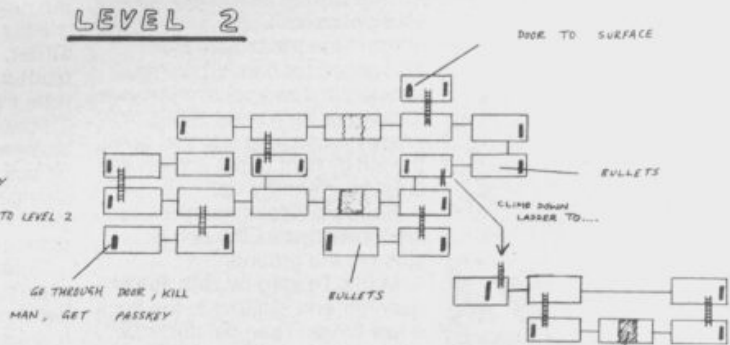 LEVEL 2
DOOR TO SURFACE
BULLETS
Y
TO LEVEL 2
CLIMB DOWN
LADDER TO....
GO THROUGH DOOR, KILL
MAN, GET PASSKEY
BULLETS